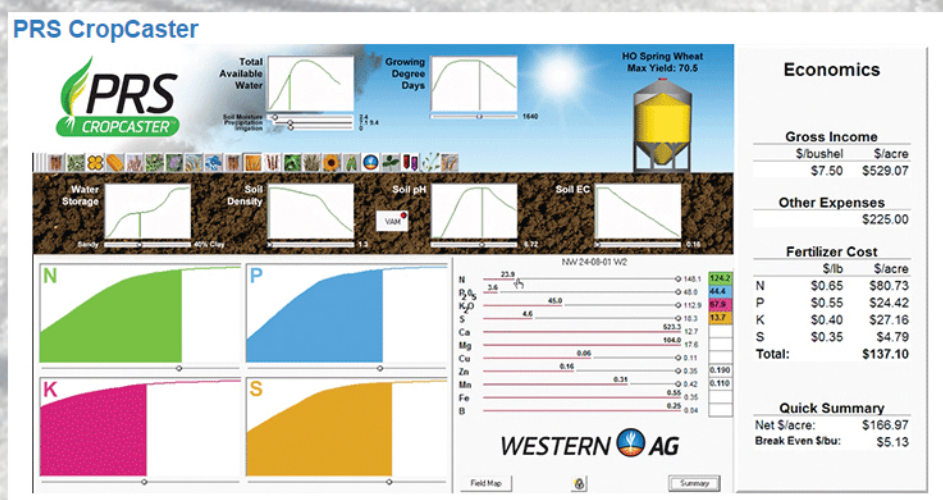 PRS CropCaster
PRS
CROPCASTER™
Total
Available
Water
Soil Moisture 2.4
Precipitation 7.1 9.4
Irrigation
Growing
Degree
Days
1640
HO Spring Wheat
Max Yield: 70.5
Water
Storage
Sandy 40% Clay
Soil
Density
1.3
VAM
Soil pH
6.72
Soil EC
0.16
N
P
K
S
NW 24-08-01 W2
N 23.9 148.1 124.2
P2O5 3.6 48.0 44.4
K2O 45.0 112.9 67.9
S 4.6 18.3 13.7
Ca 523.3 12.7
Mg 104.0 17.6
Cu 0.06 0.11
Zn 0.16 0.35 0.190
Mn 0.31 0.42 0.110
Fe 0.55 0.35
B 0.25 0.04
WESTERN AG
Field Map
Summary
Economics
Gross Income
$/bushel $/acre
$7.50 $529.07
Other Expenses
$225.00
Fertilizer Cost
$/lb $/acre
N $0.65 $80.73
P $0.55 $24.42
K $0.40 $27.16
S $0.35 $4.79
Total: $137.10
Quick Summary
Net $/acre: $166.97
Break Even $/bu: $5.13